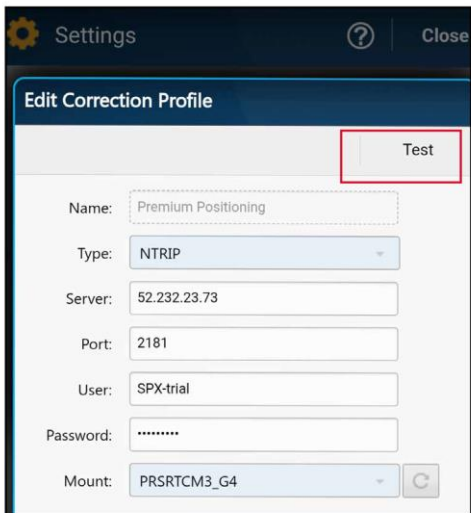 Settings ? Close
Edit Correction Profile
Test
Name: Premium Positioning
Type: NTRIP
Server: 52.232.23.73
Port: 2181
User: SPX-trial
Password: •••••••••
Mount: PRSRTCM3_G4